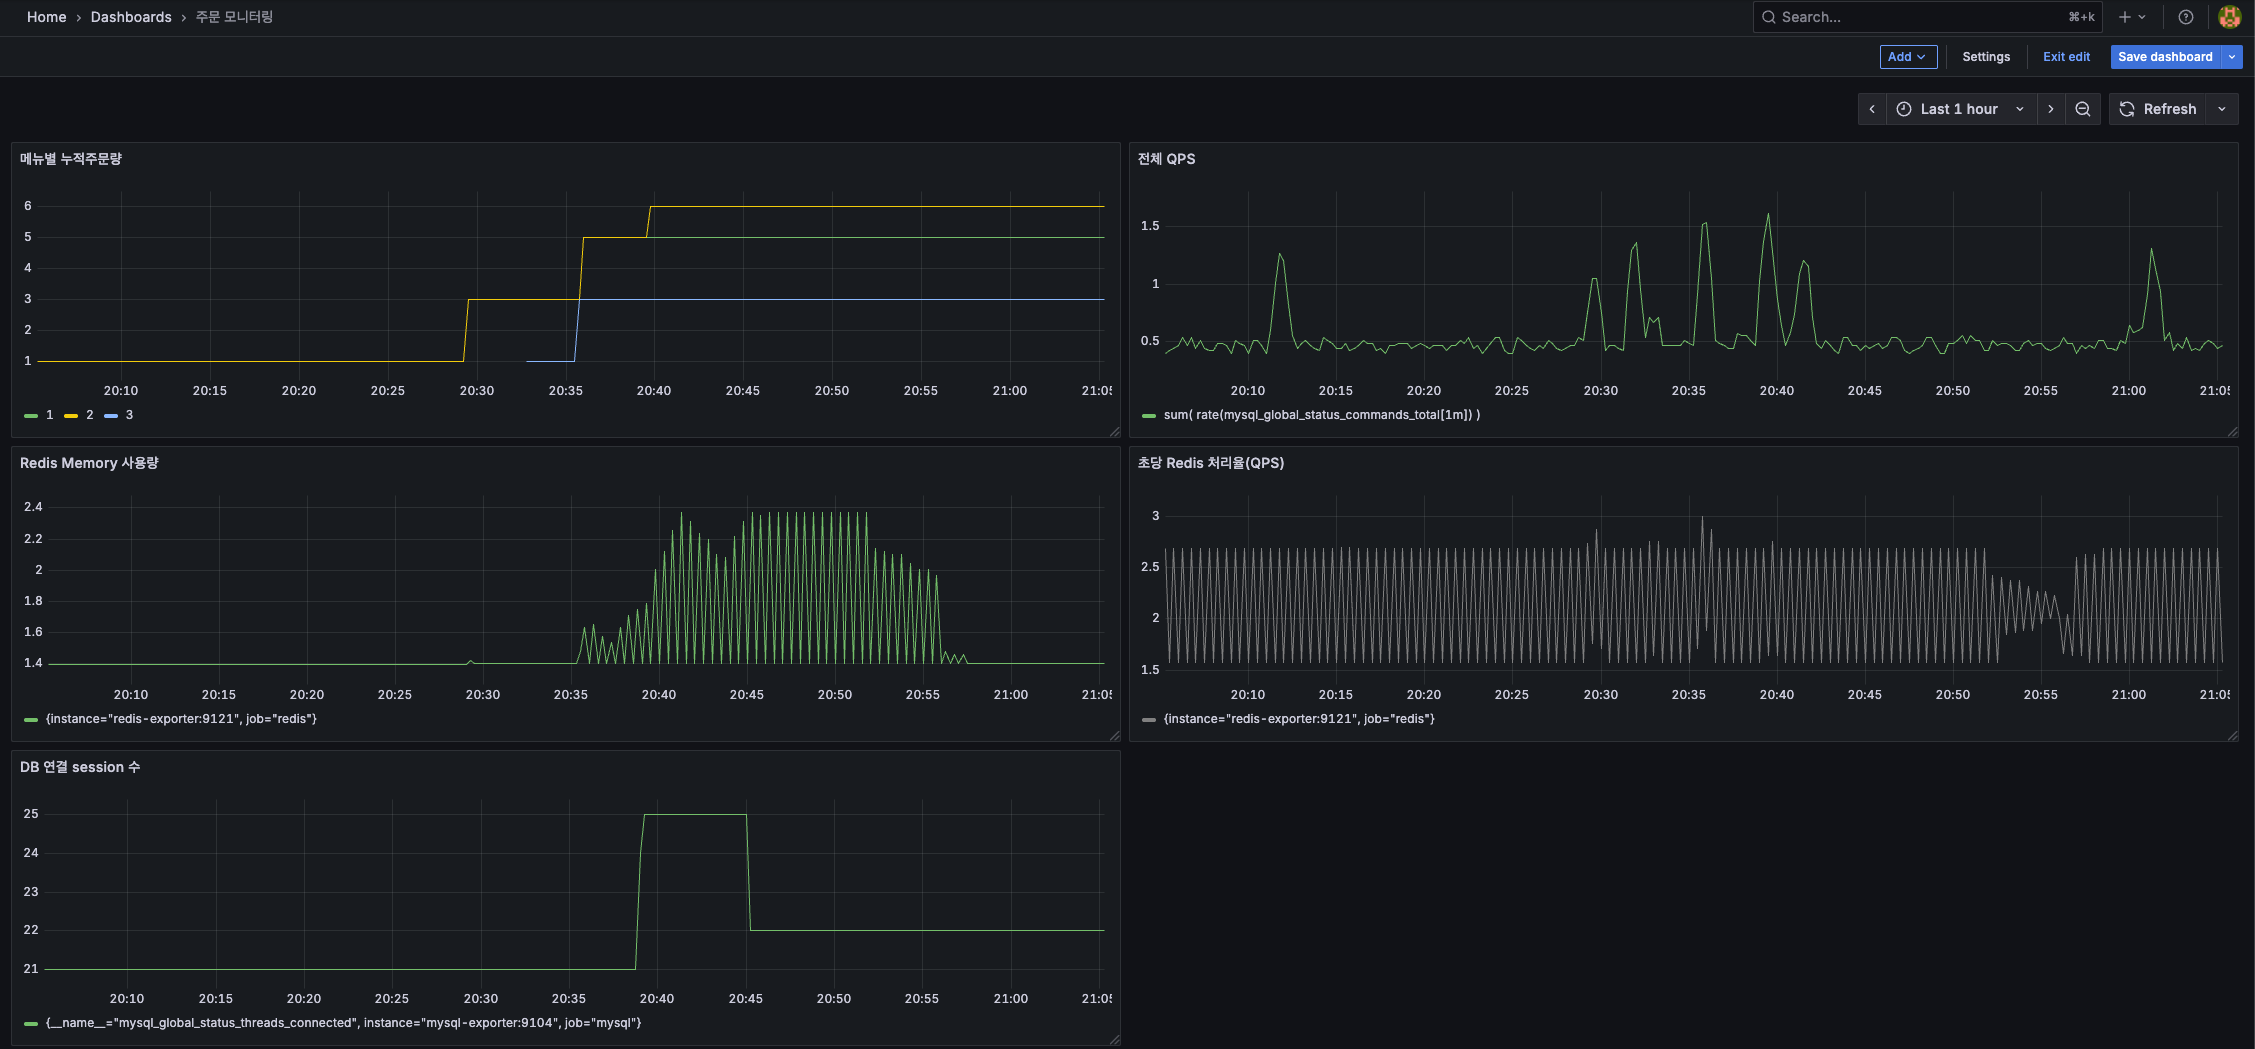 Home › Dashboards › 주문 모니터링
Search... ⌘+k
Add Settings Exit edit Save dashboard
Last 1 hour Refresh
메뉴별 누적주문량
6
5
4
3
2
1
20:10 20:15 20:20 20:25 20:30 20:35 20:40 20:45 20:50 20:55 21:00 21:05
1 2 3
전체 QPS
1.5
1
0.5
20:10 20:15 20:20 20:25 20:30 20:35 20:40 20:45 20:50 20:55 21:00 21:05
sum( rate(mysql_global_status_commands_total[1m]) )
Redis Memory 사용량
2.4
2.2
2
1.8
1.6
1.4
20:10 20:15 20:20 20:25 20:30 20:35 20:40 20:45 20:50 20:55 21:00 21:05
{instance="redis-exporter:9121", job="redis"}
초당 Redis 처리율(QPS)
3
2.5
2
1.5
20:10 20:15 20:20 20:25 20:30 20:35 20:40 20:45 20:50 20:55 21:00 21:05
{instance="redis-exporter:9121", job="redis"}
DB 연결 session 수
25
24
23
22
21
20:10 20:15 20:20 20:25 20:30 20:35 20:40 20:45 20:50 20:55 21:00 21:05
{__name__="mysql_global_status_threads_connected", instance="mysql-exporter:9104", job="mysql"}